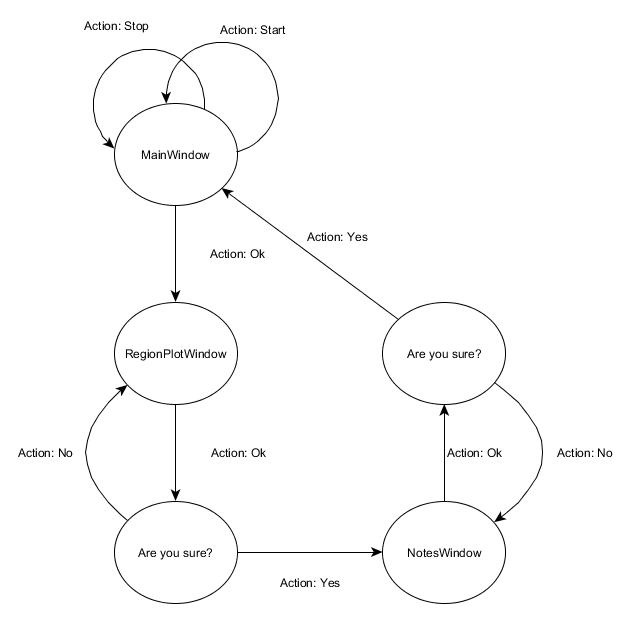 Action: Stop
Action: Start
MainWindow
Action: Yes
Action: Ok
RegionPlotWindow
Are you sure?
Action: No
Action: Ok
Action: Ok
Action: No
Are you sure?
NotesWindow
Action: Yes